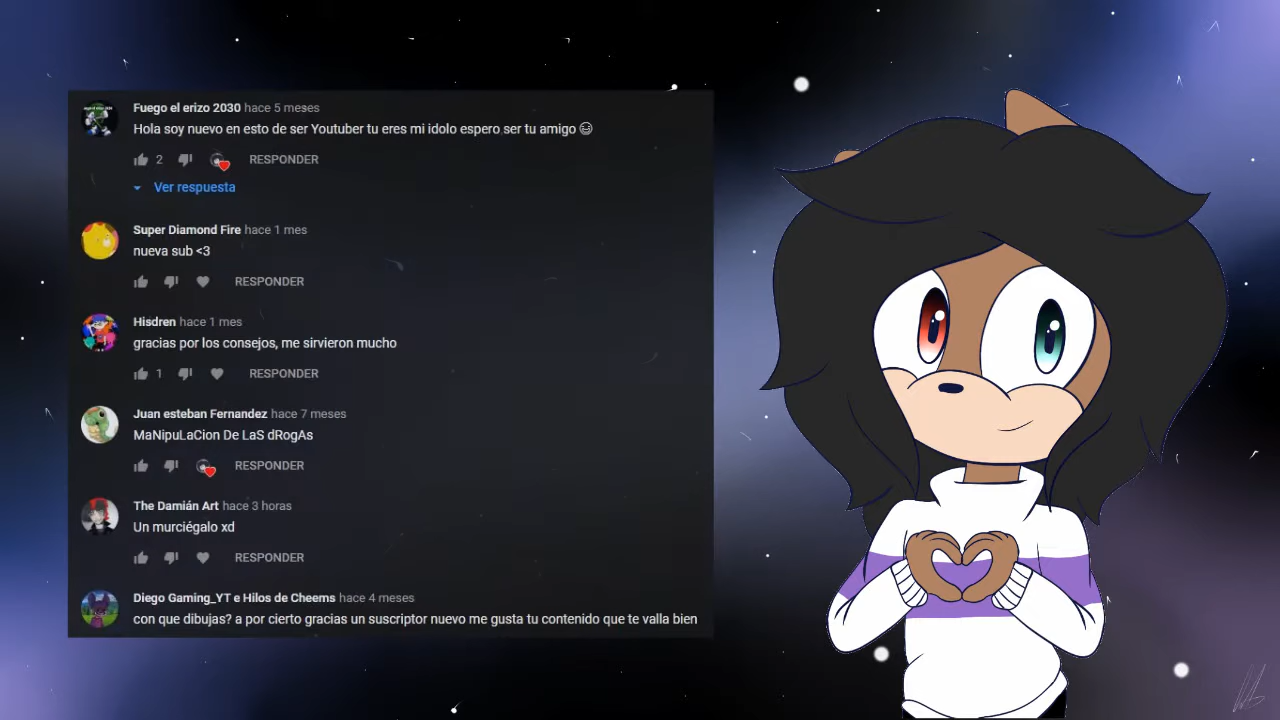 Fuego el erizo 2030 hace 5 meses
Hola soy nuevo en esto de ser Youtuber tu eres mi idolo espero ser tu amigo 😄
2 RESPONDER
Ver respuesta
Super Diamond Fire hace 1 mes
nueva sub <3
RESPONDER
Hisdren hace 1 mes
gracias por los consejos, me sirvieron mucho
1 RESPONDER
Juan esteban Fernandez hace 7 meses
MaNipuLaCion De LaS dRogAs
RESPONDER
The Damián Art hace 3 horas
Un murciégalo xd
RESPONDER
Diego Gaming_YT e Hilos de Cheems hace 4 meses
con que dibujas? a por cierto gracias un suscriptor nuevo me gusta tu contenido que te valla bien